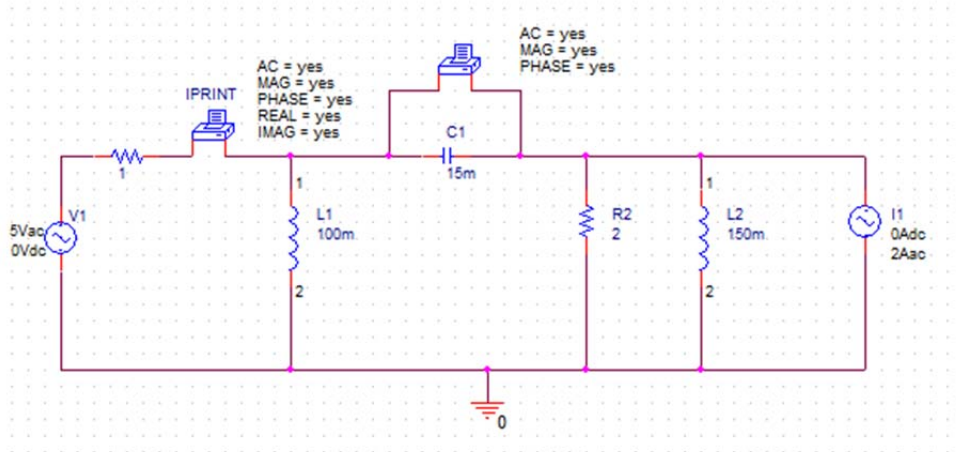 AC = yes
MAG = yes
PHASE = yes
AC = yes
MAG = yes
PHASE = yes
REAL = yes
IMAG = yes
IPRINT
C1
15m
1
V1
5Vac
0Vdc
1
L1
100m
2
R2
2
1
L2
150m
2
I1
0Adc
2Aac
0